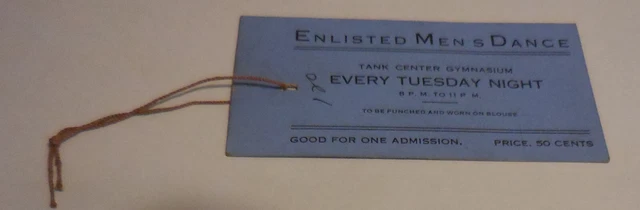 ENLISTED MEN'S DANCE
TANK CENTER GYMNASIUM
EVERY TUESDAY NIGHT
8 P. M. TO 11 P. M.
TO BE PUNCHED AND WORN ON BLOUSE
GOOD FOR ONE ADMISSION. PRICE, 50 CENTS